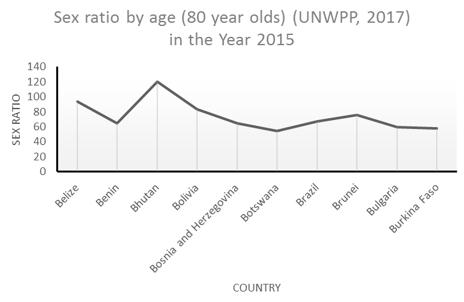 Sex ratio by age (80 year olds) (UNWPP, 2017)
in the Year 2015
140
120
100
80
60
40
20
0
SEX RATIO
Belize
Benin
Bhutan
Bolivia
Bosnia and Herzegovina
Botswana
Brazil
Brunei
Bulgaria
Burkina Faso
COUNTRY